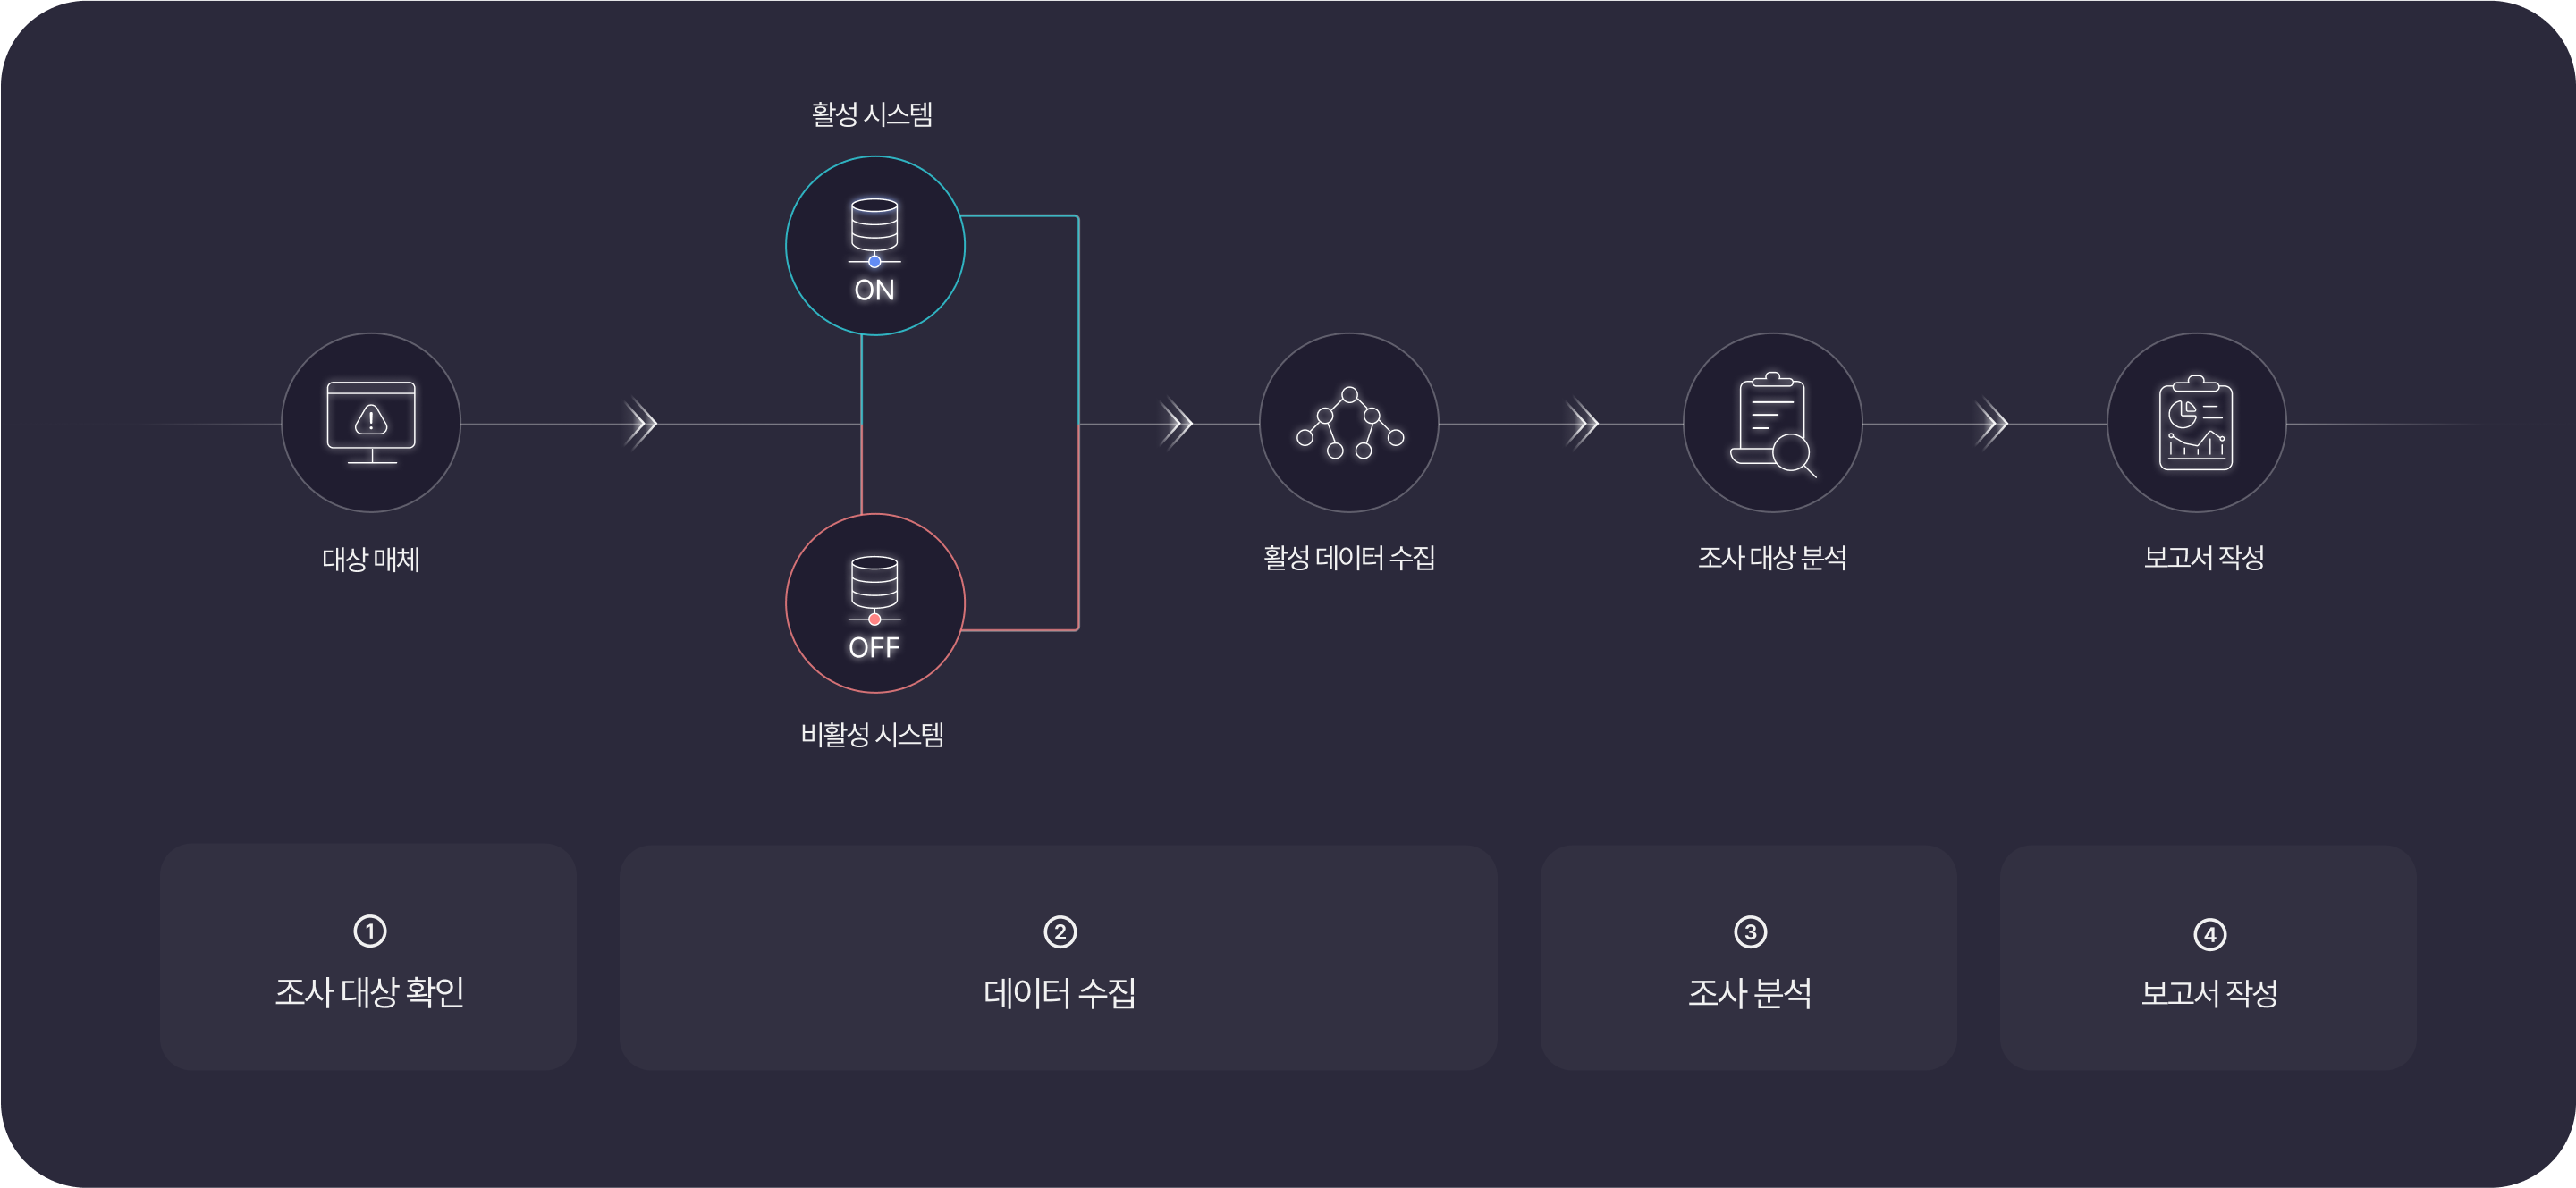 활성 시스템
ON
대상 매체
OFF
비활성 시스템
활성 데이터 수집
조사 대상 분석
보고서 작성
1
조사 대상 확인
2
데이터 수집
3
조사 분석
4
보고서 작성